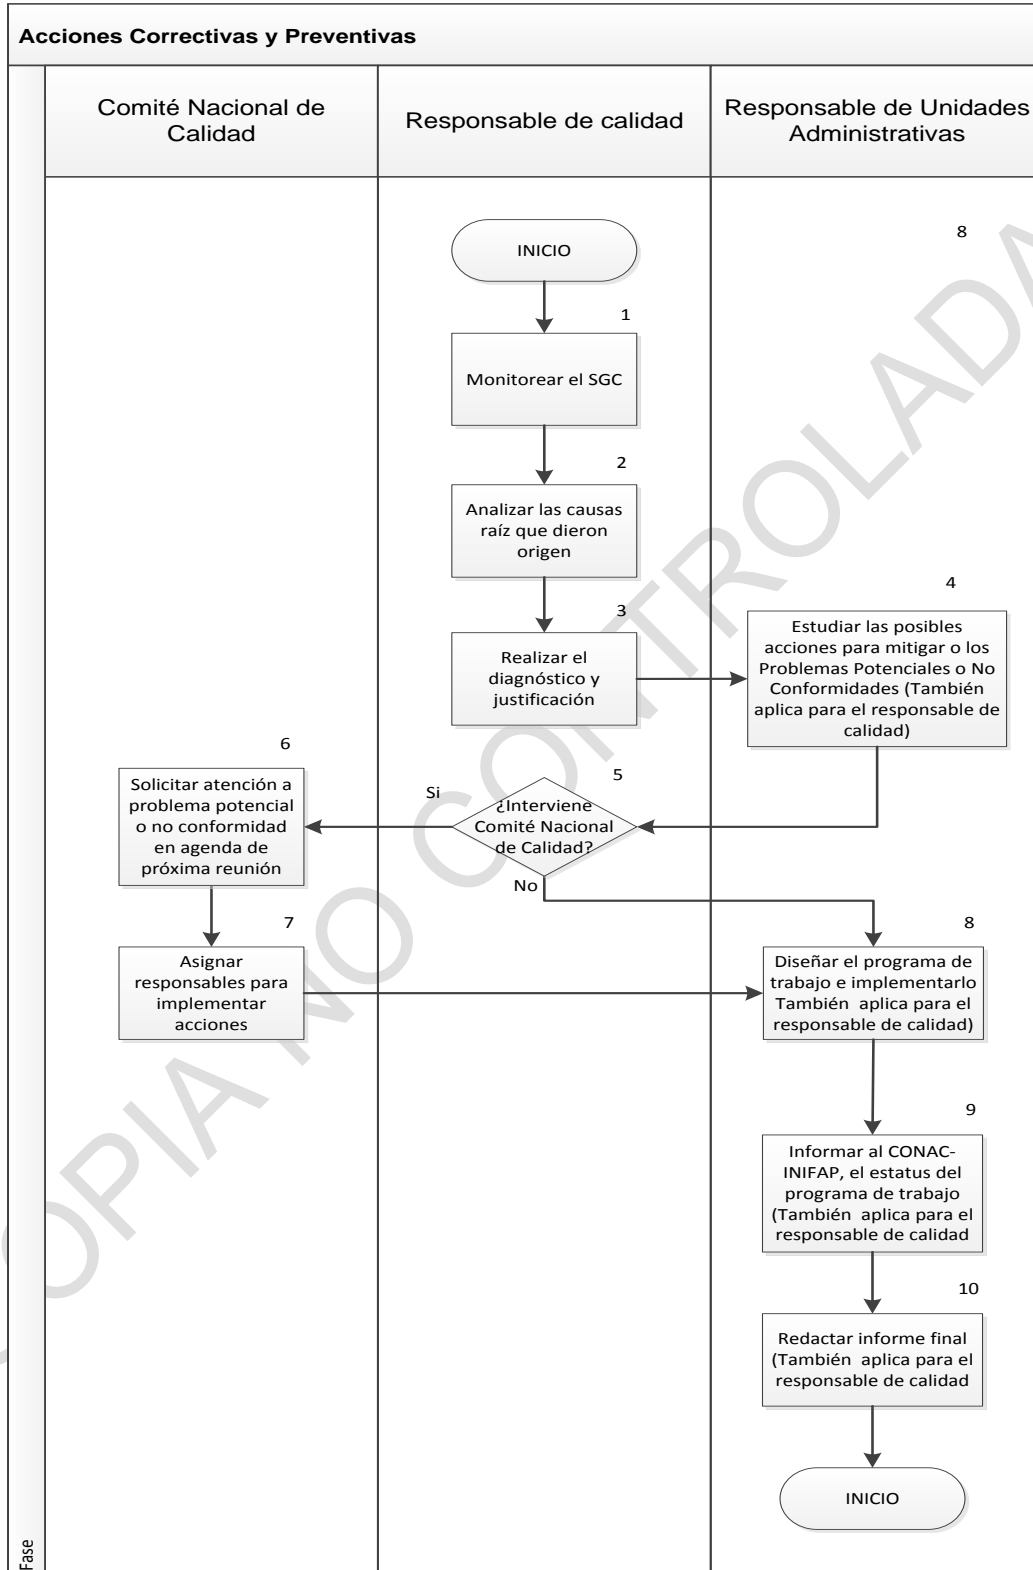 Acciones Correctivas y Preventivas
Comité Nacional de
Calidad
Responsable de calidad
Responsable de Unidades
Administrativas
INICIO
8
1
Monitorear el SGC
2
Analizar las causas
raíz que dieron
origen
3
Realizar el
diagnóstico y
justificación
4
Estudiar las posibles
acciones para mitigar o los
Problemas Potenciales o No
Conformidades (También
aplica para el responsable de
calidad)
5
¿Interviene
Comité Nacional
de Calidad?
Si
No
6
Solicitar atención a
problema potencial
o no conformidad
en agenda de
próxima reunión
7
Asignar
responsables para
implementar
acciones
8
Diseñar el programa de
trabajo e implementarlo
También aplica para el
responsable de calidad)
9
Informar al CONAC-
INIFAP, el estatus del
programa de trabajo
(También aplica para el
responsable de calidad
10
Redactar informe final
(También aplica para el
responsable de calidad
INICIO
Fase
OPIA NO CONTROLADA